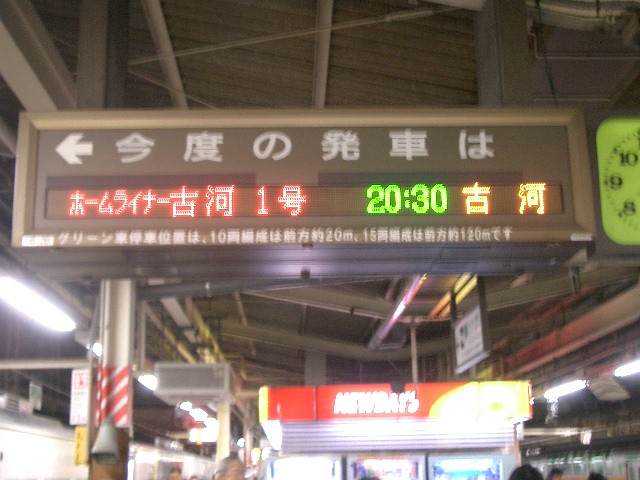 ← 今度の発車は
ホームライナー古河 1号 20:30 古河
グリーン車停車位置は、10両編成は前方約20m、15両編成は前方約120mです
10
9
8
NEWDAYS